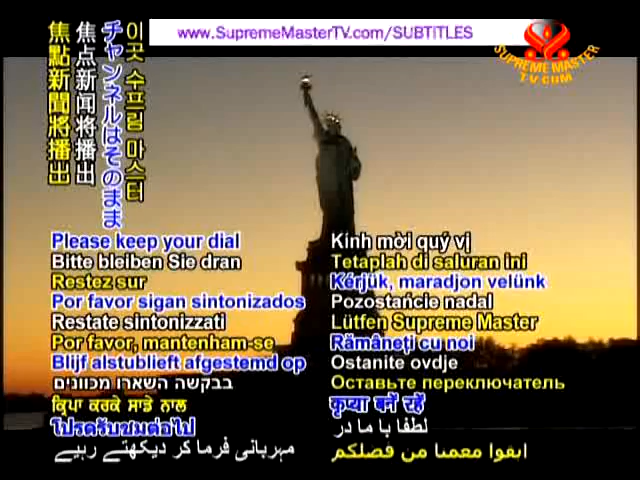 www.SupremeMasterTV.com/SUBTITLES
SUPREME MASTER
TV.COM
焦點新聞將播出
焦点新闻将播出
チャンネルはそのまま
이곳 수프림 마스터
Please keep your dial
Bitte bleiben Sie dran
Restez sur
Por favor sigan sintonizados
Restate sintonizzati
Por favor, mantenham-se
Blijf alstublieft afgestemd op
בבקשה השארו מכוונים
ਕ੍ਰਿਪਾ ਕਰਕੇ ਸਾਡੇ ਨਾਲ
โปรดรับชมต่อไป
مہربانی فرما کر دیکھتے رہیے
Kính mời quý vị
Tetaplah di saluran ini
Kérjük, maradjon velünk
Pozostańcie nadal
Lütfen Supreme Master
Rămâneți cu noi
Ostanite ovdje
Оставьте переключатель
कृप्या बनें रहें
لطفا با ما در
ابقوا معنا من فضلكم